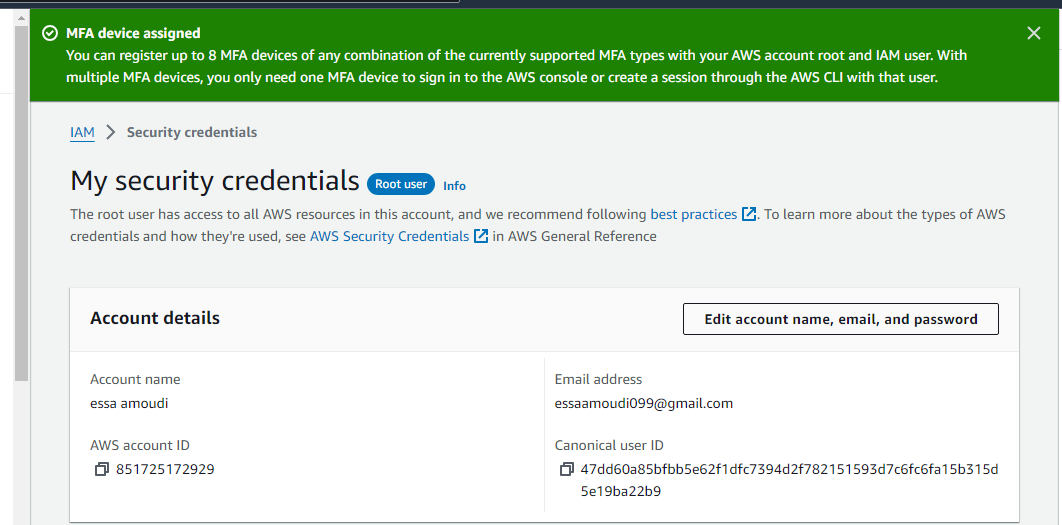 MFA device assigned
You can register up to 8 MFA devices of any combination of the currently supported MFA types with your AWS account root and IAM user. With
multiple MFA devices, you only need one MFA device to sign in to the AWS console or create a session through the AWS CLI with that user.
IAM > Security credentials
My security credentials Root user Info
The root user has access to all AWS resources in this account, and we recommend following best practices. To learn more about the types of AWS
credentials and how they're used, see AWS Security Credentials in AWS General Reference
Account details
Edit account name, email, and password
Account name
essa amoudi
Email address
essaamoudi099@gmail.com
AWS account ID
851725172929
Canonical user ID
47dd60a85bfbb5e62f1dfc7394d2f782151593d7c6fc6fa15b315d
5e19ba22b9